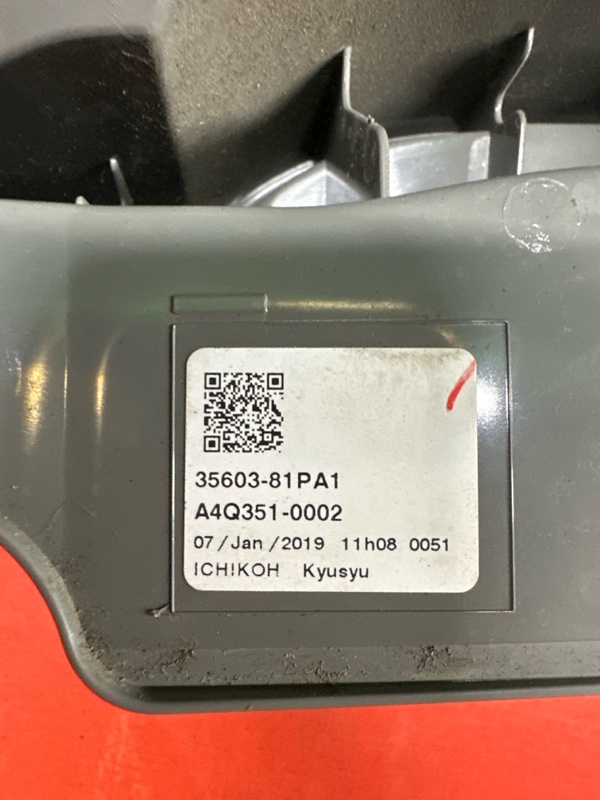 35603-81PA1
A4Q351-0002
07/Jan/2019 11h08 0051
ICHIKOH Kyusyu